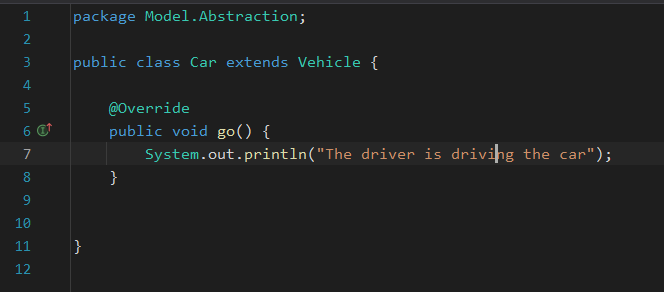 1 package Model.Abstraction;
2
3 public class Car extends Vehicle {
4
5 @Override
6 public void go() {
7 System.out.println("The driver is driving the car");
8 }
9
10
11 }
12